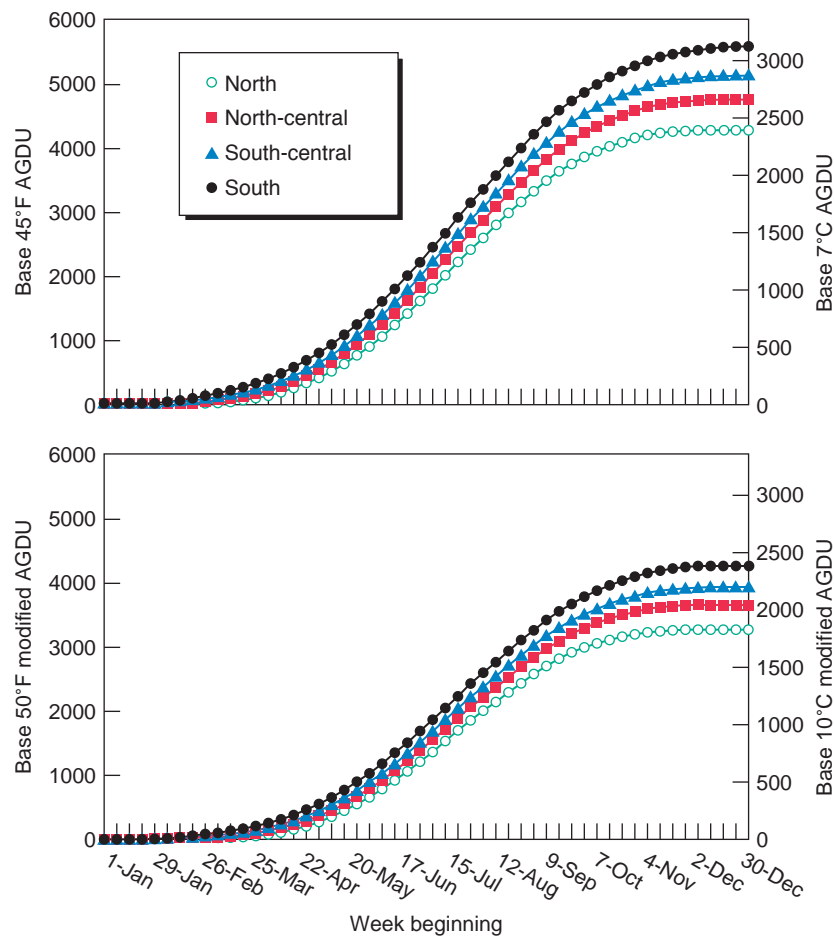 6000
5000
4000
3000
2000
1000
0
Base 45°F AGDU
North
North-central
South-central
South
3000
2500
2000
1500
1000
500
0
Base 7°C AGDU
6000
5000
4000
3000
2000
1000
0
Base 50°F modified AGDU
3000
2500
2000
1500
1000
500
0
Base 10°C modified AGDU
1-Jan
29-Jan
26-Feb
25-Mar
22-Apr
20-May
17-Jun
15-Jul
12-Aug
9-Sep
7-Oct
4-Nov
2-Dec
30-Dec
Week beginning